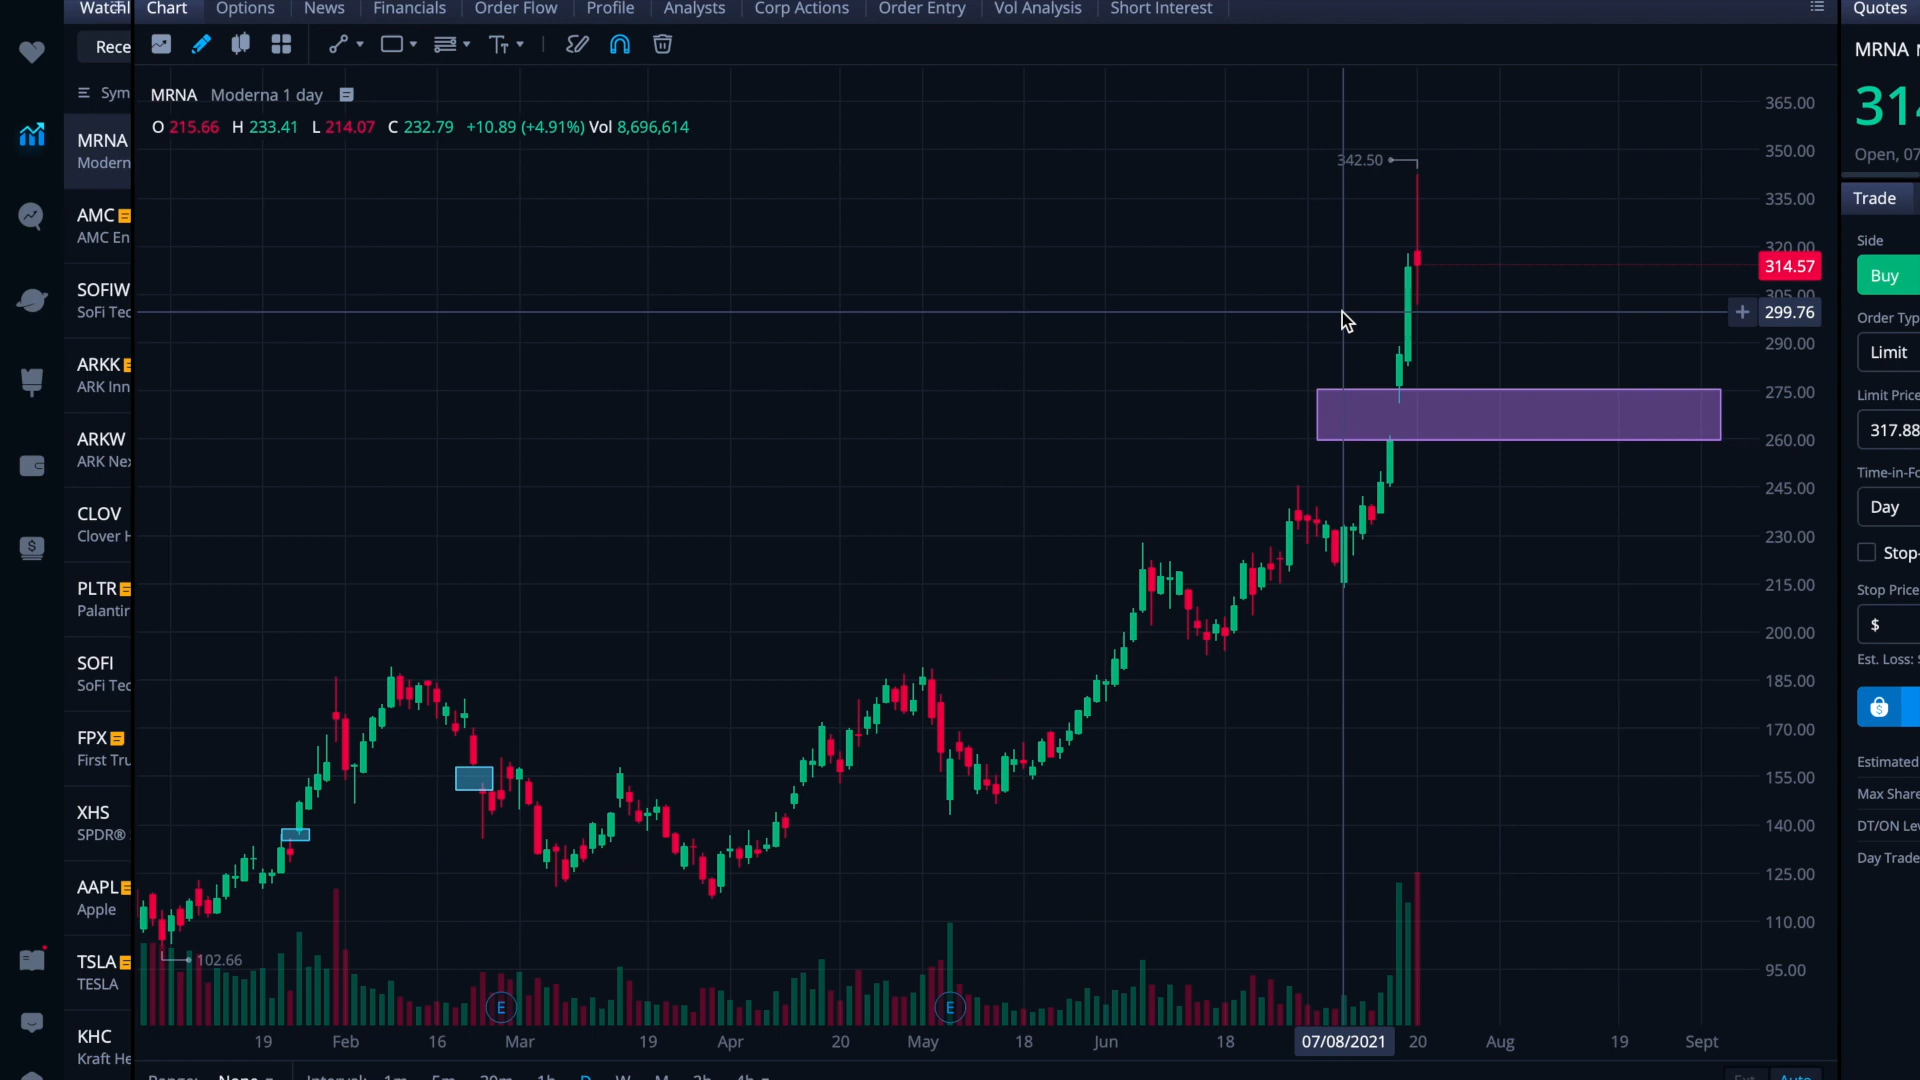 Chart Options News Financials Order Flow Profile Analysts Corp Actions Order Entry Vol Analysis Short Interest Quotes
Rece
Sym
MRNA Moderna 1 day
O 215.66 H 233.41 L 214.07 C 232.79 +10.89 (+4.91%) Vol 8,696,614
MRNA
Modern
AMC
AMC En
SOFIW
SoFi Tec
ARKK
ARK Inn
ARKW
ARK Nex
CLOV
Clover H
PLTR
Palantir
SOFI
SoFi Tec
FPX
First Tru
XHS
SPDR®
AAPL
Apple
TSLA
TESLA
KHC
Kraft He
342.50
102.66
E
E
365.00
350.00
335.00
320.00
314.57
305.00
299.76
290.00
275.00
260.00
245.00
230.00
215.00
200.00
185.00
170.00
155.00
140.00
125.00
110.00
95.00
19 Feb 16 Mar 19 Apr 20 May 18 Jun 18 07/08/2021 20 Aug 19 Sept
MRNA
314
Open, 07
Trade
Side
Buy
Order Typ
Limit
Limit Price
317.88
Time-in-Fo
Day
Stop-
Stop Price
$
Est. Loss:
Estimated
Max Share
DT/ON Lev
Day Trade